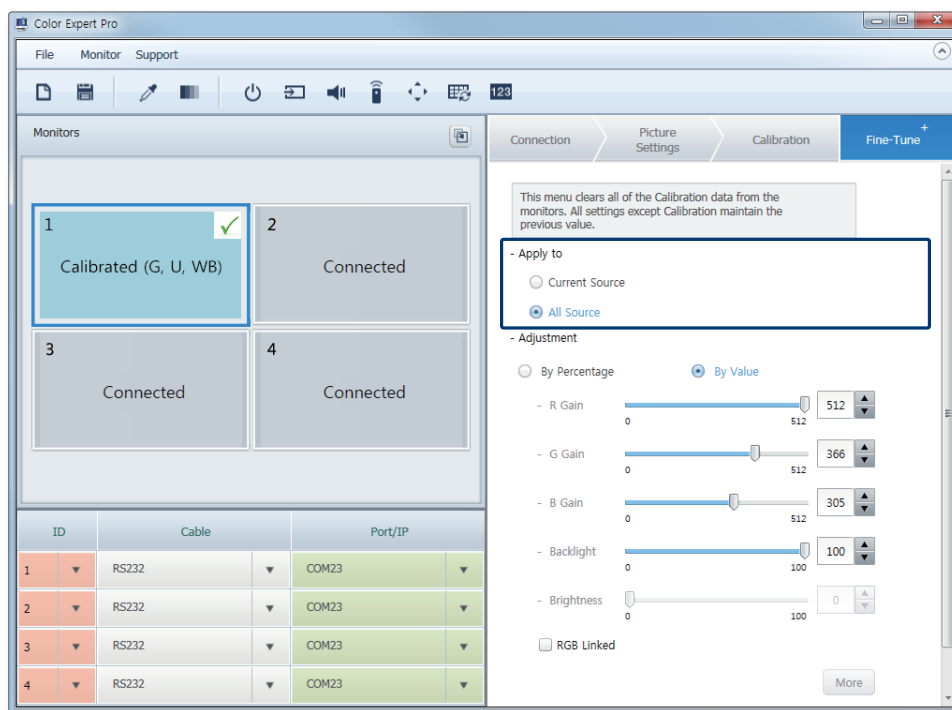 Color Expert Pro
File Monitor Support
123
Monitors
Connection
Picture
Settings
Calibration
Fine-Tune +
1
Calibrated (G, U, WB)
2
Connected
3
Connected
4
Connected
This menu clears all of the Calibration data from the
monitors. All settings except Calibration maintain the
previous value.
- Apply to
Current Source
All Source
- Adjustment
By Percentage By Value
- R Gain 512
0 512
- G Gain 366
0 512
- B Gain 305
0 512
- Backlight 100
0 100
- Brightness 0
0 100
RGB Linked
More
ID Cable Port/IP
1 RS232 COM23
2 RS232 COM23
3 RS232 COM23
4 RS232 COM23